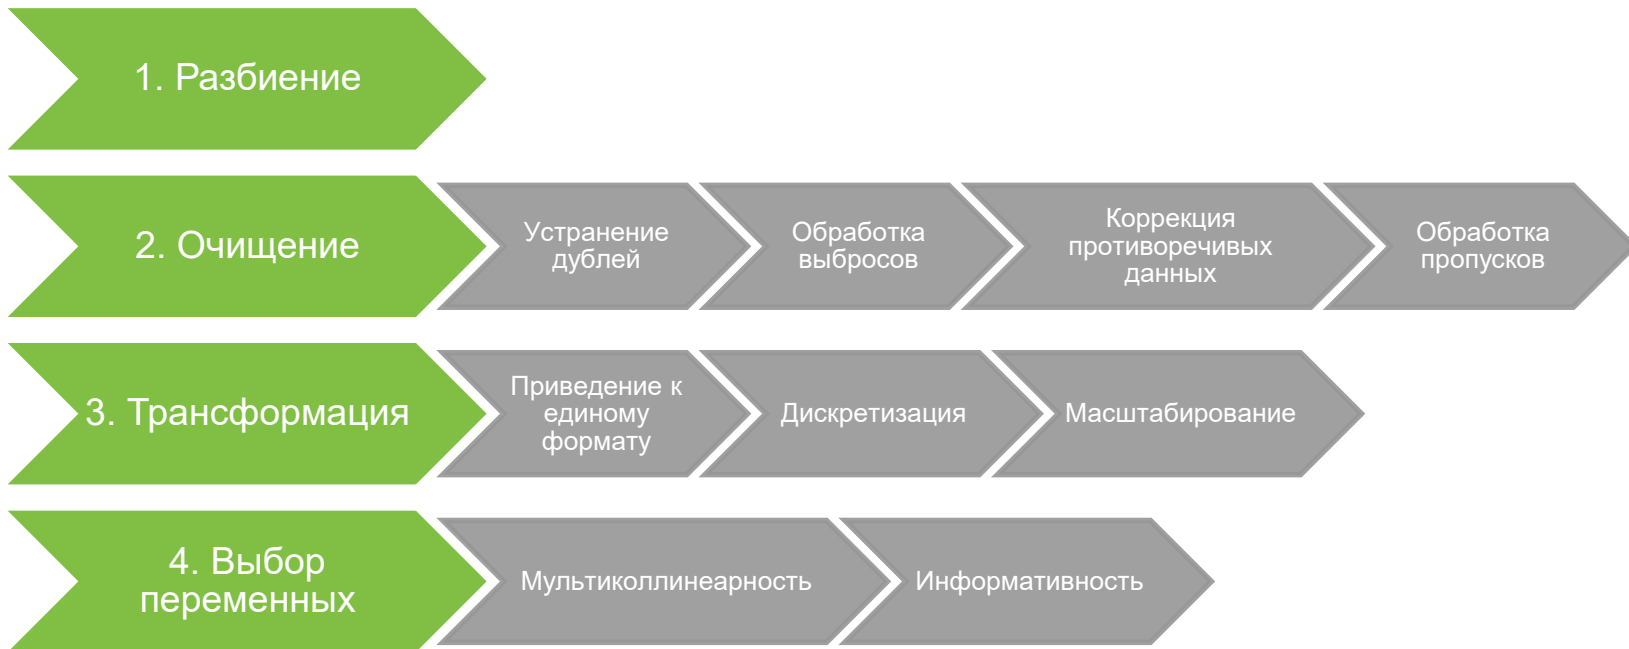 1. Разбиение
2. Очищение
Устранение
дублей
Обработка
выбросов
Коррекция
противоречивых
данных
Обработка
пропусков
3. Трансформация
Приведение к
единому
формату
Дискретизация
Масштабирование
4. Выбор
переменных
Мультиколлинеарность
Информативность